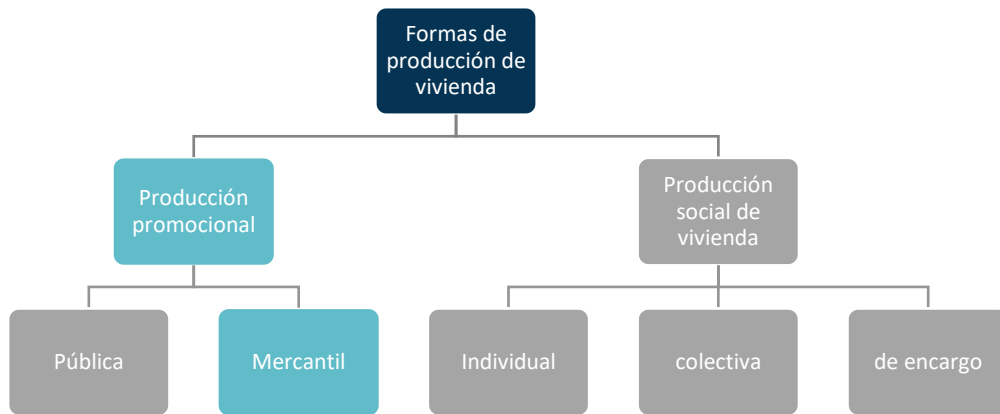 Formas de
producción de
vivienda
Producción
promocional
Producción
social de
vivienda
Pública
Mercantil
Individual
colectiva
de encargo